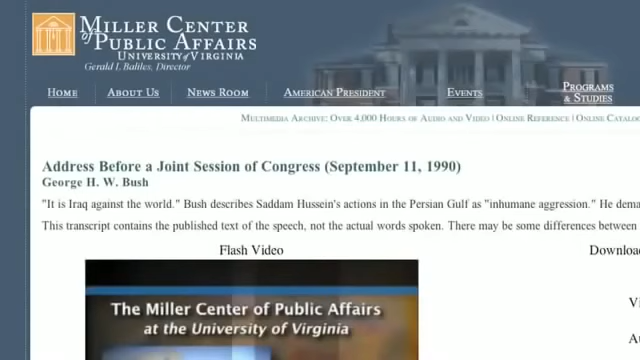 MILLER CENTER
of PUBLIC AFFAIRS
UNIVERSITY of VIRGINIA
Gerald L Baliles, Director
HOME ABOUT US NEWS ROOM AMERICAN PRESIDENT EVENTS PROGRAMS & STUDIES
MULTIMEDIA ARCHIVE: OVER 4,000 HOURS OF AUDIO AND VIDEO | ONLINE REFERENCE | ONLINE CATALO
Address Before a Joint Session of Congress (September 11, 1990)
George H. W. Bush
"It is Iraq against the world." Bush describes Saddam Hussein's actions in the Persian Gulf as "inhumane aggression." He dema
This transcript contains the published text of the speech, not the actual words spoken. There may be some differences between
Flash Video Downloa
Vi
Au
The Miller Center of Public Affairs
at the University of Virginia